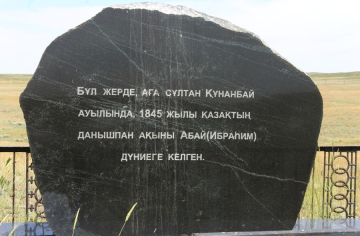 Бұл жерде, аға сұлтан Құнанбай
ауылында, 1845 жылы қазақтың
данышпан ақыны Абай(Ибраһим)
дүниеге келген.